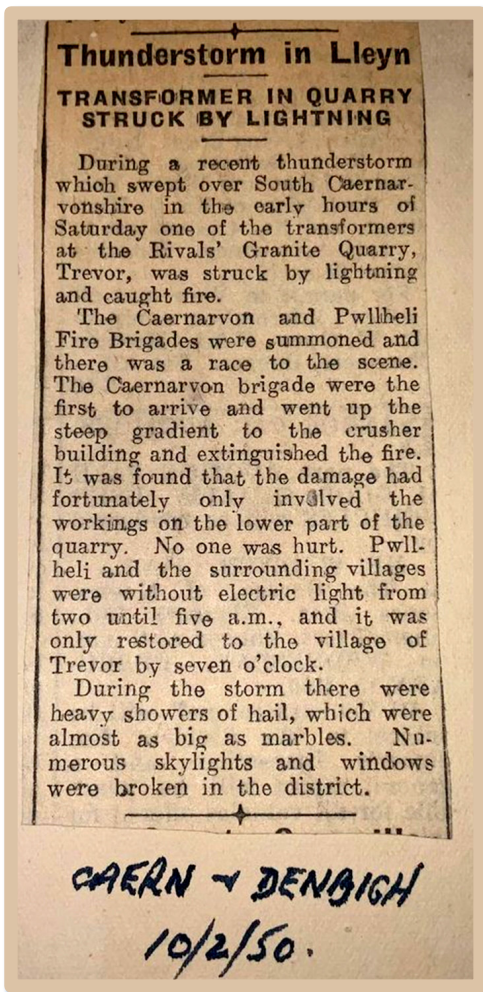 Thunderstorm in Lleyn
TRANSFORMER IN QUARRY
STRUCK BY LIGHTNING
During a recent thunderstorm
which swept over South Caernar-
vonshire in the early hours of
Saturday one of the transformers
at the Rivals' Granite Quarry,
Trevor, was struck by lightning
and caught fire.
The Caernarvon and Pwllheli
Fire Brigades were summoned and
there was a race to the scene.
The Caernarvon brigade were the
first to arrive and went up the
steep gradient to the crusher
building and extinguished the fire.
It was found that the damage had
fortunately only involved the
workings on the lower part of the
quarry. No one was hurt. Pwll-
heli and the surrounding villages
were without electric light from
two until five a.m., and it was
only restored to the village of
Trevor by seven o'clock.
During the storm there were
heavy showers of hail, which were
almost as big as marbles. Nu-
merous skylights and windows
were broken in the district.
CAERN & DENBIGH
10/2/50.